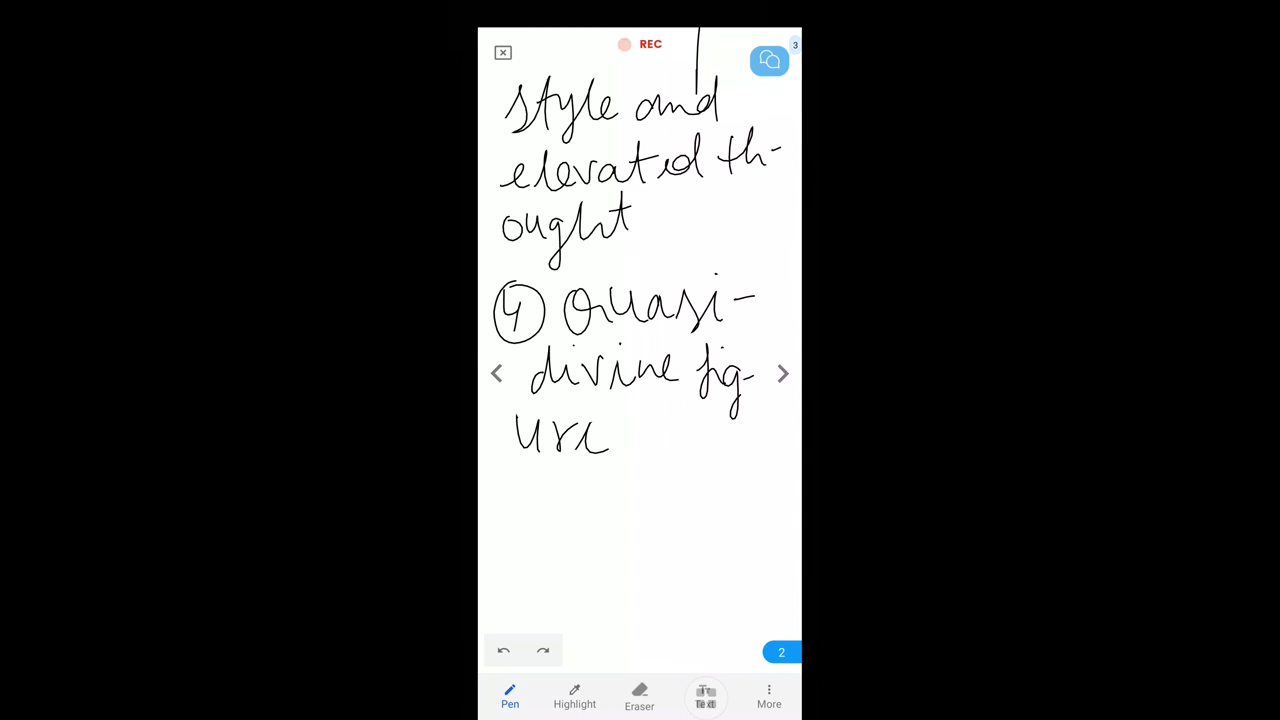 REC
3
style and
elevated th-
ought
4 Quasi-
divine fig-
ure
2
Pen
Highlight
Eraser
Text
More